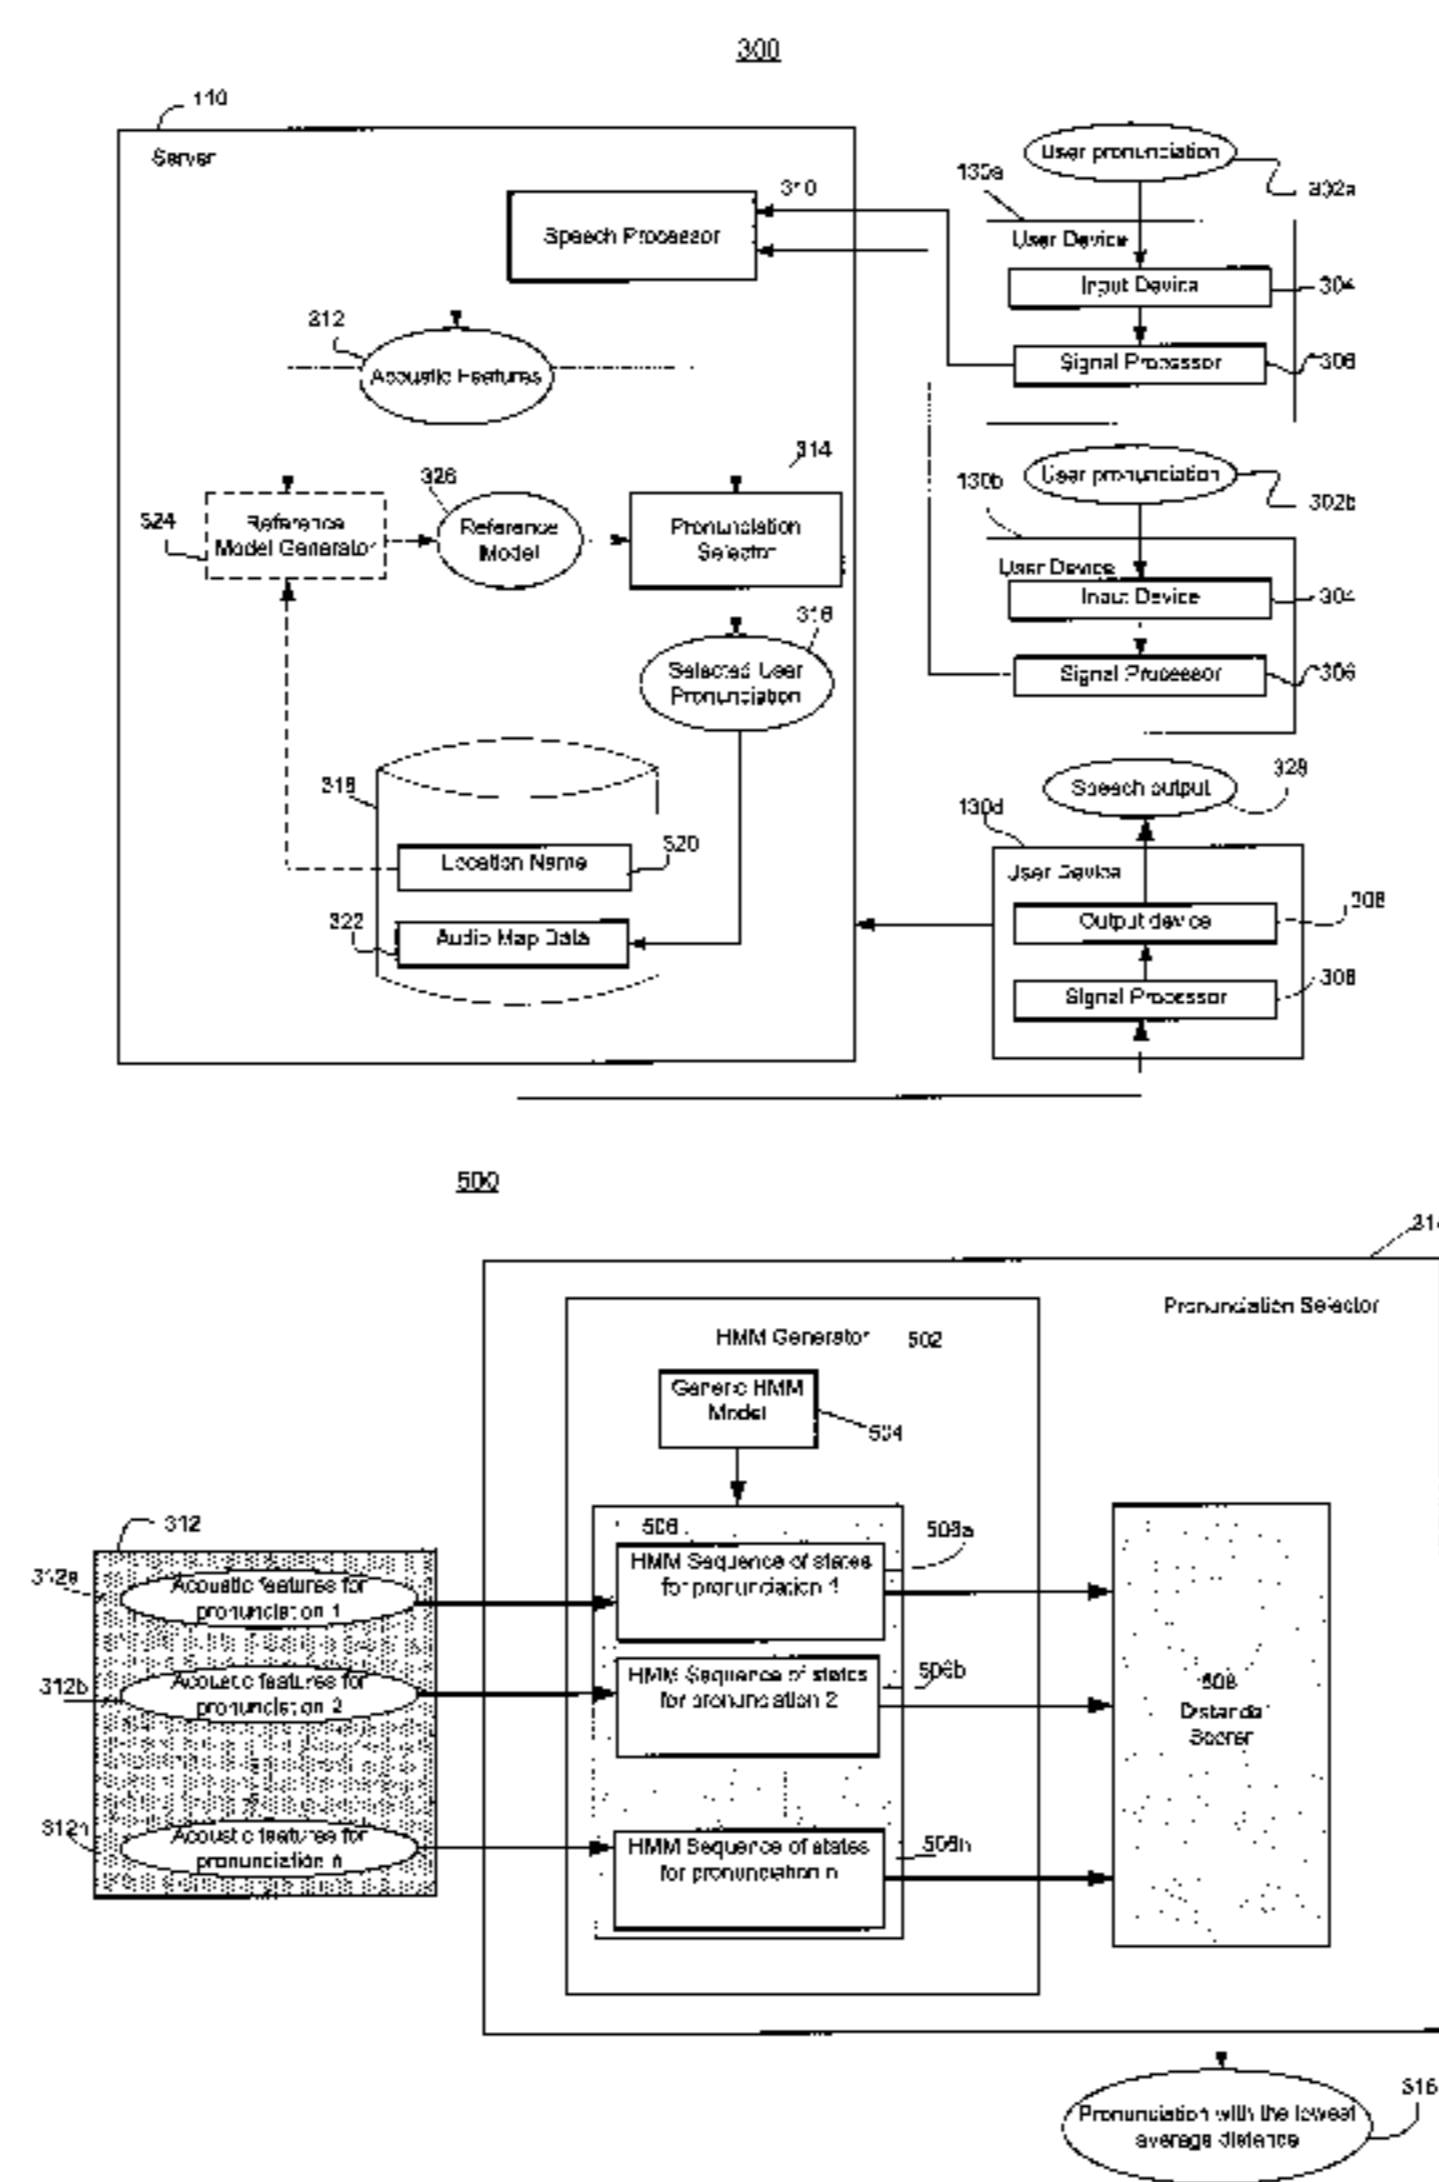 300
110
Server
User pronunciation
130a
302a
310
Speech Processor
User Device
Input Device
304
312
Acoustic Features
Signal Processor
306
314
326
130b
User pronunciation
302b
324
Reference
Model Generator
Reference
Model
Pronunciation
Selector
User Device
Input Device
304
316
Selected User
Pronunciation
Signal Processor
306
318
Speech output
328
130d
Location Name
320
User Device
322
Audio Map Data
Output device
308
Signal Processor
306
500
314
Pronunciation Selector
HMM Generator
502
Generic HMM
Model
504
312
506
506a
312a
Acoustic features for
pronunciation 1
HMM Sequence of states
for pronunciation 1
312b
Acoustic features for
pronunciation 2
HMM Sequence of states
for pronunciation 2
506b
508
Distance
Scorer
312n
Acoustic features for
pronunciation n
HMM Sequence of states
for pronunciation n
506n
316
Pronunciation with the lowest
average distance